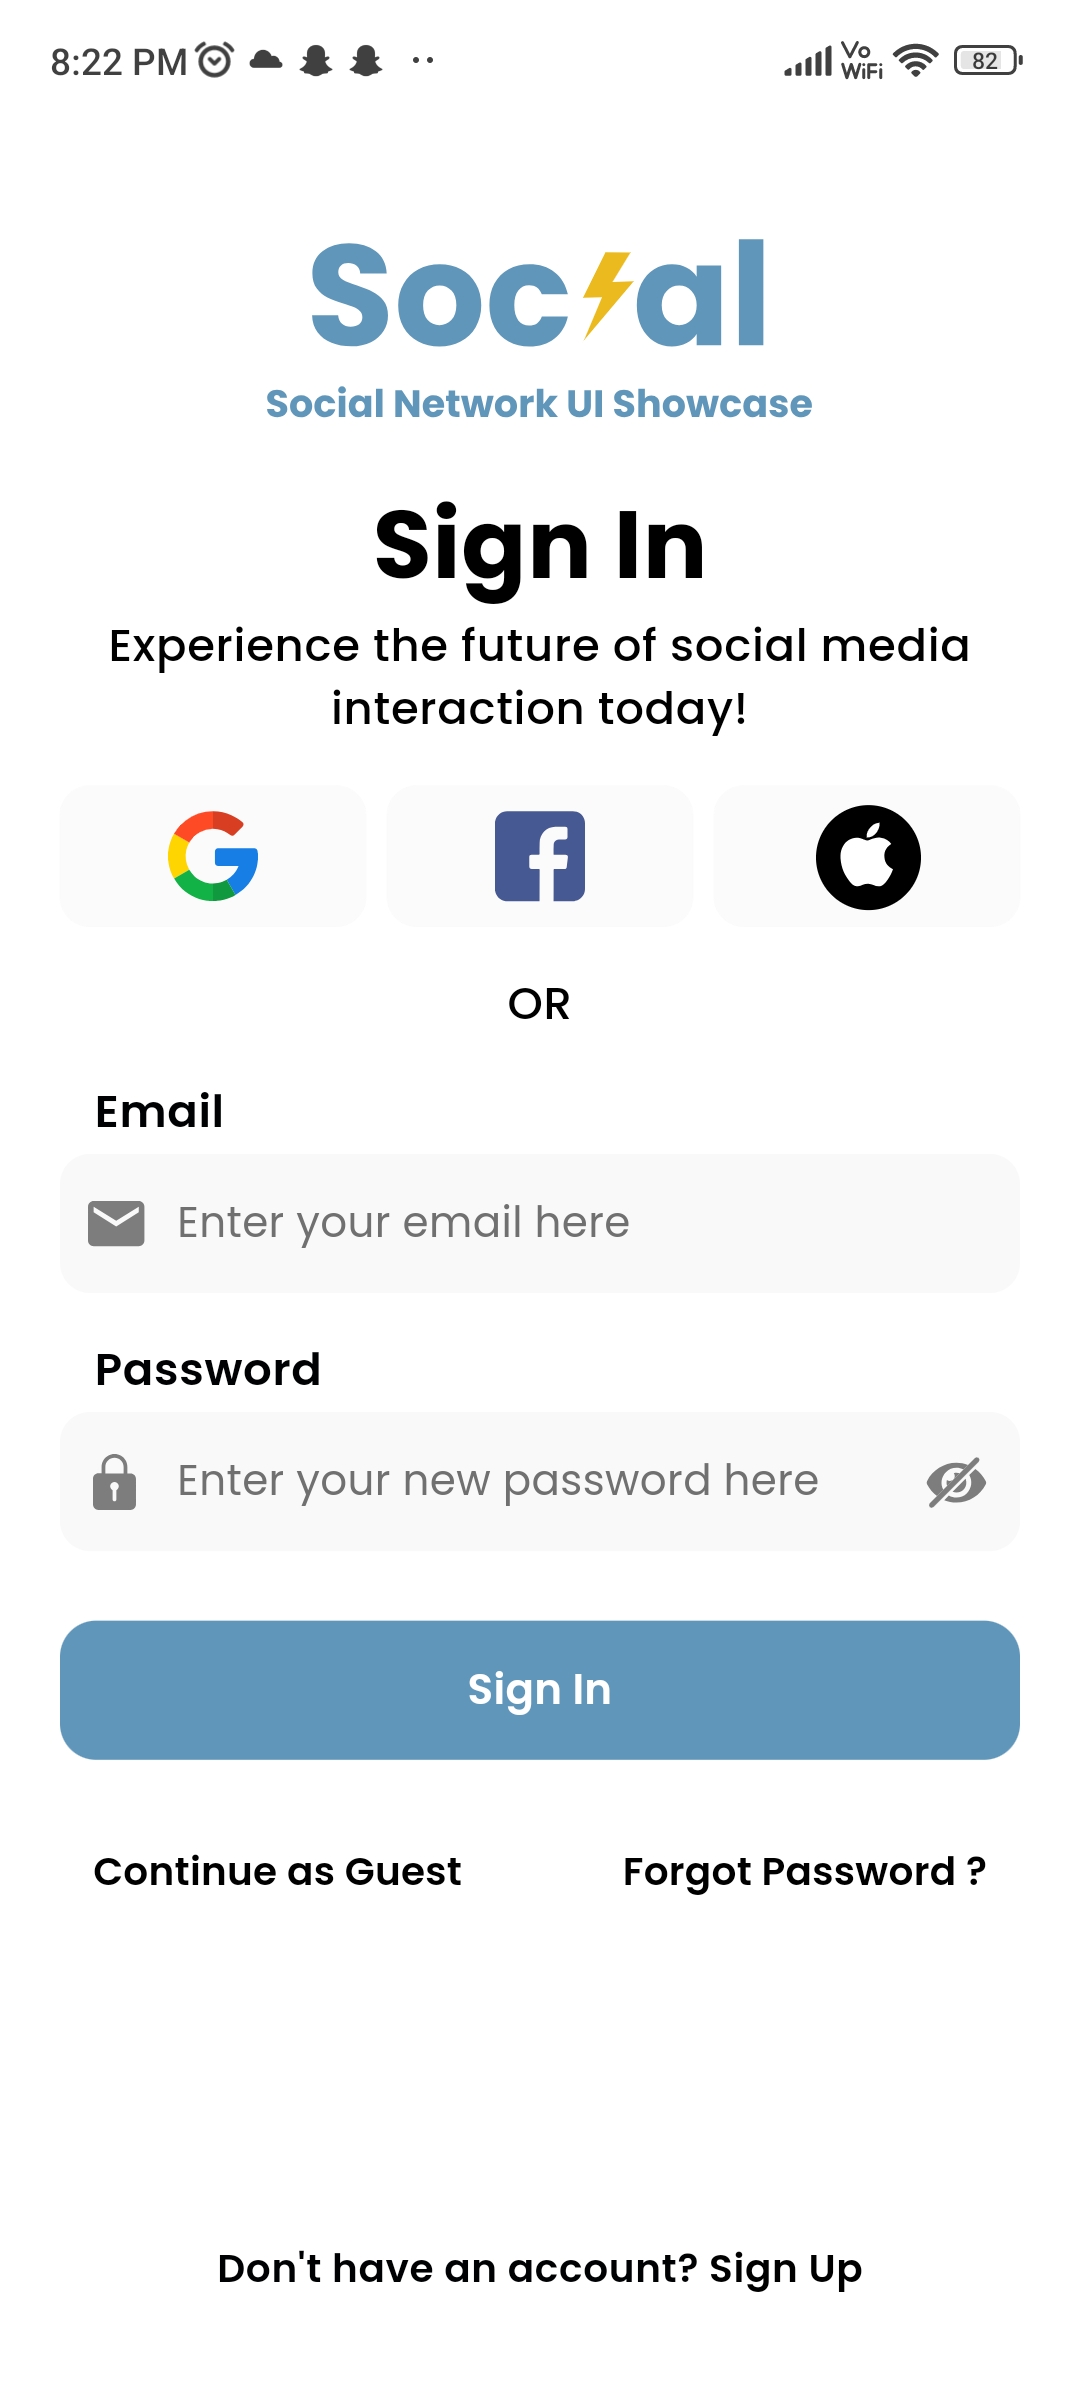 8:22 PM
Vo
WiFi
82
Soc al
Social Network UI Showcase
Sign In
Experience the future of social media
interaction today!
OR
Email
Enter your email here
Password
Enter your new password here
Sign In
Continue as Guest
Forgot Password ?
Don't have an account? Sign Up